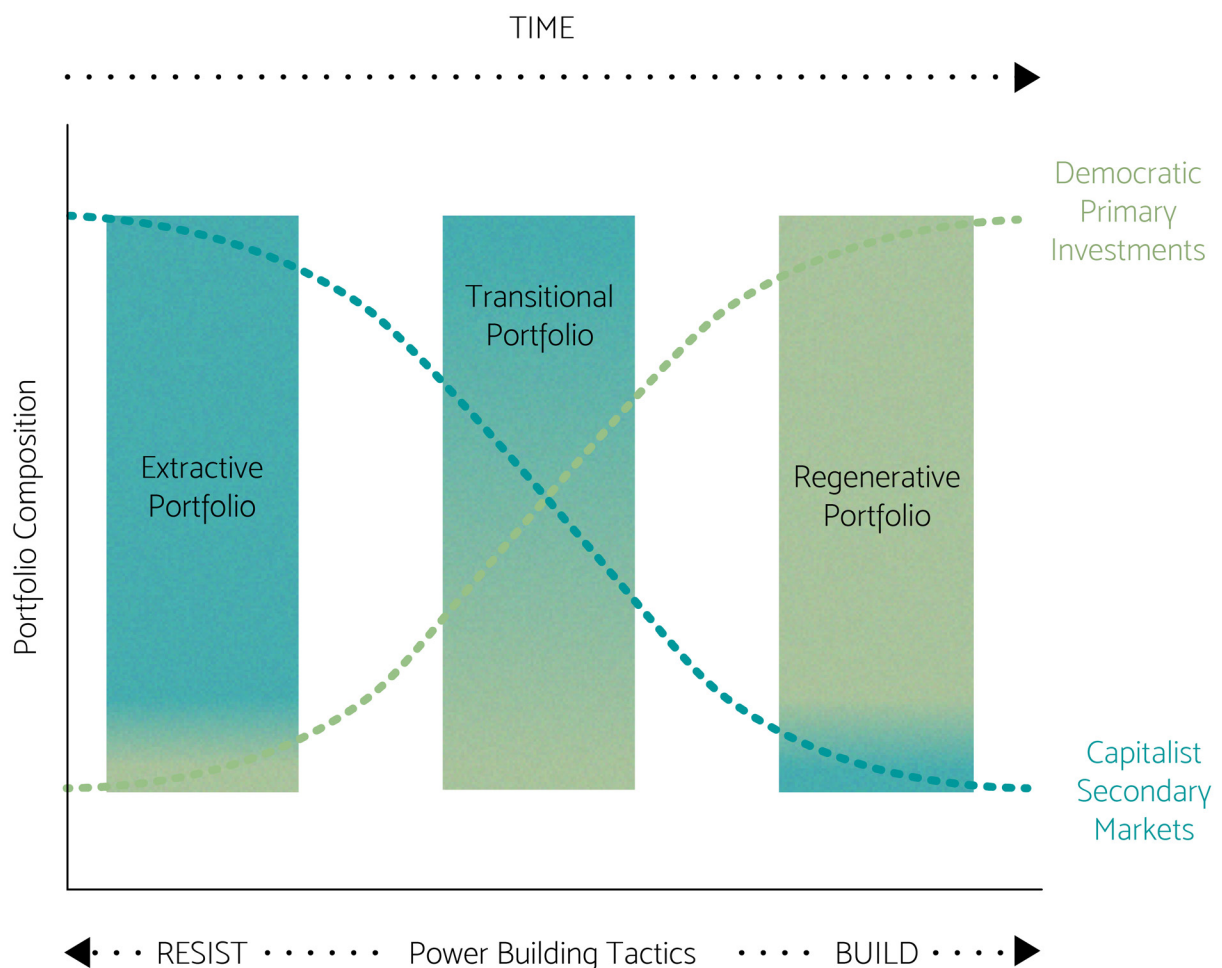 TIME
Democratic
Primary
Investments
Transitional
Portfolio
Extractive
Portfolio
Regenerative
Portfolio
Portfolio Composition
Capitalist
Secondary
Markets
RESIST
Power Building Tactics
BUILD